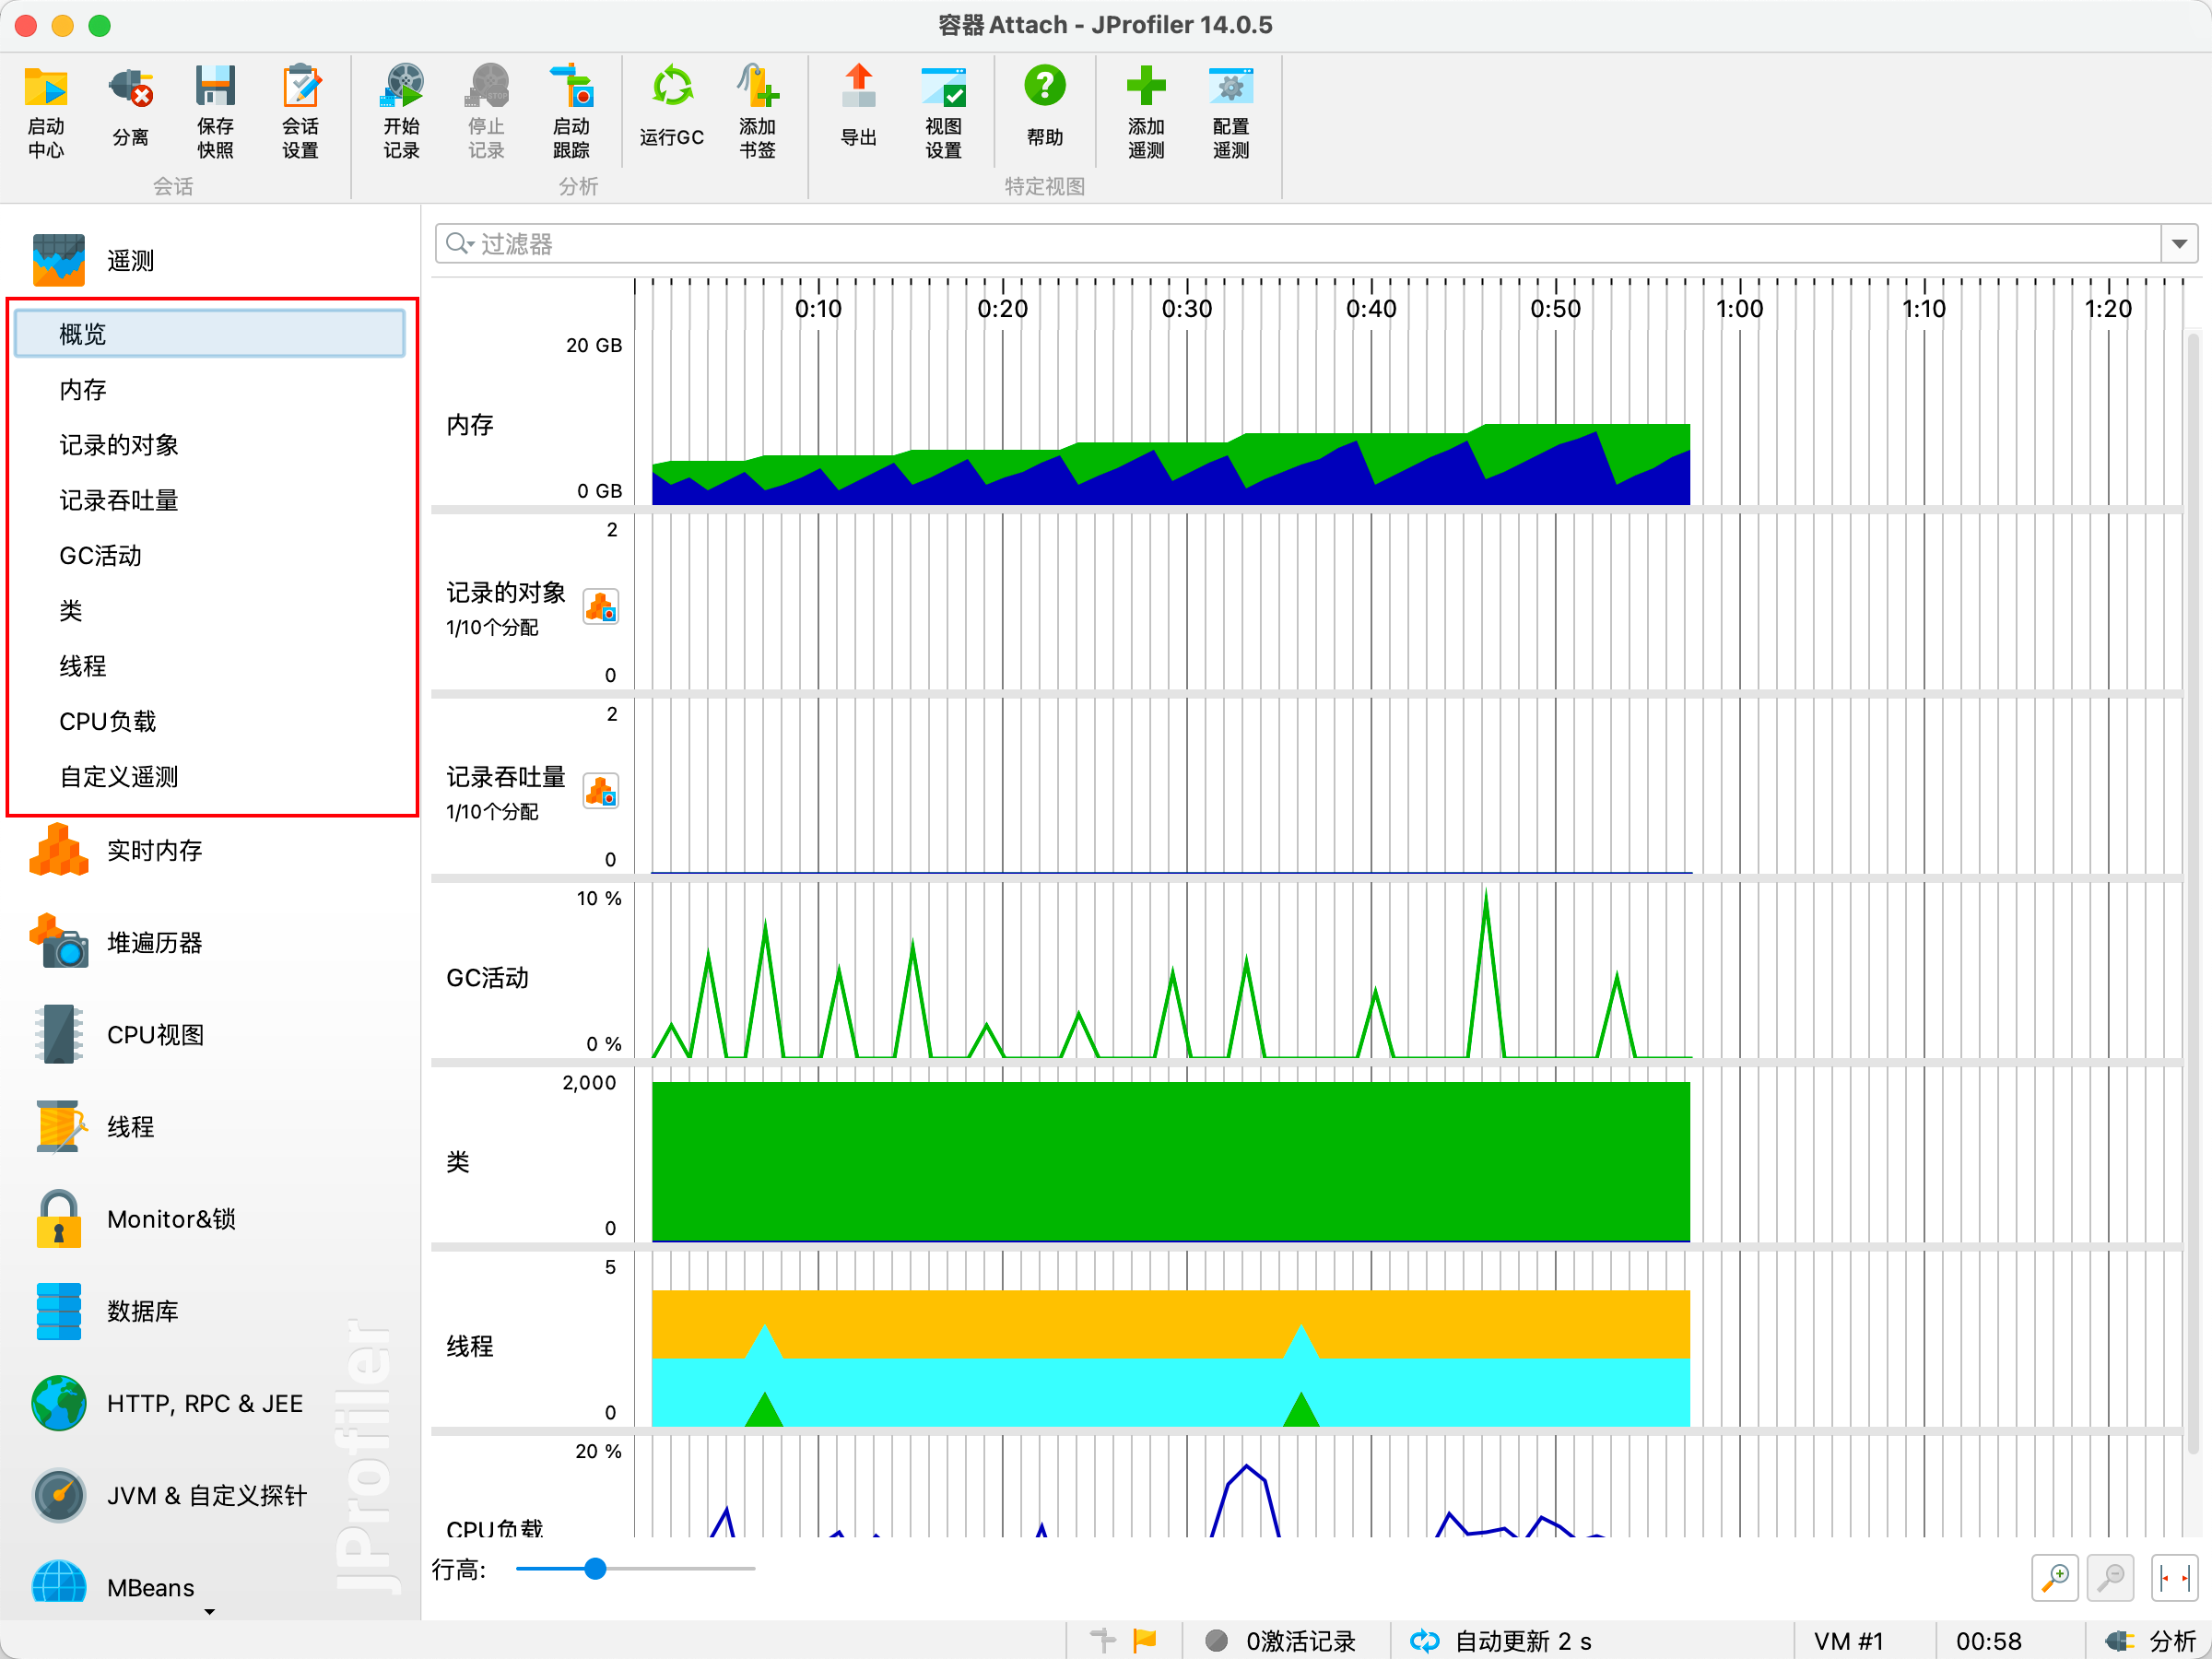 容器 Attach - JProfiler 14.0.5
启动中心
分离
保存快照
会话设置
开始记录
停止记录
启动跟踪
运行GC
添加书签
导出
视图设置
帮助
添加遥测
配置遥测
会话
分析
特定视图
遥测
概览
内存
记录的对象
记录吞吐量
GC活动
类
线程
CPU负载
自定义遥测
实时内存
堆遍历器
CPU视图
线程
Monitor&锁
数据库
HTTP, RPC & JEE
JVM & 自定义探针
MBeans
JProfiler
过滤器
0:10 0:20 0:30 0:40 0:50 1:00 1:10 1:20
20 GB
内存
0 GB
2
记录的对象
1/10个分配
0
2
记录吞吐量
1/10个分配
0
10 %
GC活动
0 %
2,000
类
0
5
线程
0
20 %
CPU负载
行高:
0激活记录
自动更新 2 s
VM #1
00:58
分析